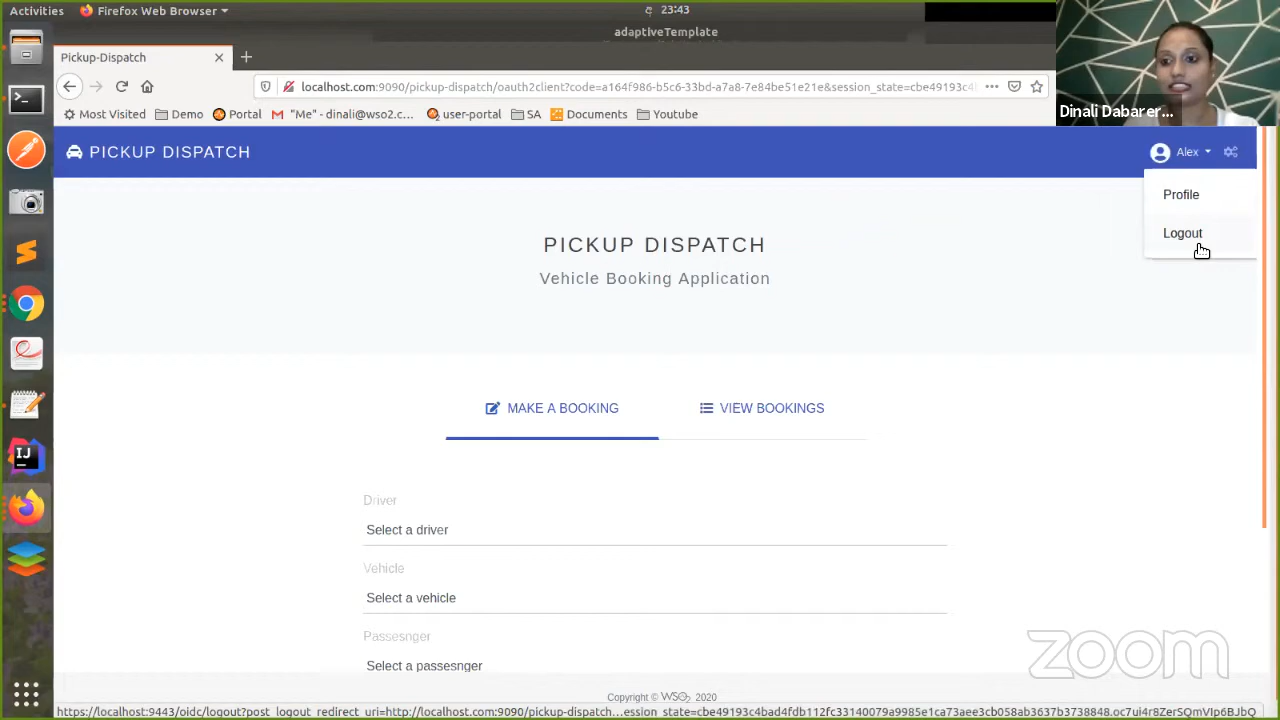 Activities
Firefox Web Browser
23:43
adaptiveTemplate
Pickup-Dispatch
localhost.com:9090/pickup-dispatch/oauth2client?code=a164f986-b5c6-33bd-a7a8-7e84be51e21e&session_state=cbe49193c4
Dinali Dabarer...
Most Visited
Demo
Portal
"Me" - dinali@wso2.c...
user-portal
SA
Documents
Youtube
PICKUP DISPATCH
Alex
Profile
Logout
PICKUP DISPATCH
Vehicle Booking Application
MAKE A BOOKING
VIEW BOOKINGS
Driver
Select a driver
Vehicle
Select a vehicle
Passesnger
Select a passesnger
zoom
Copyright © WSO2 2020
https://localhost:9443/oidc/logout?post_logout_redirect_uri=http://localhost.com:9090/pickup-dispatch...ession_state=cbe49193c4bad4fdb112fc33140079a9985e1ca73aee3cb058ab3637b3738848.oc7ui4r8ZerSQmVIp6BJbQ